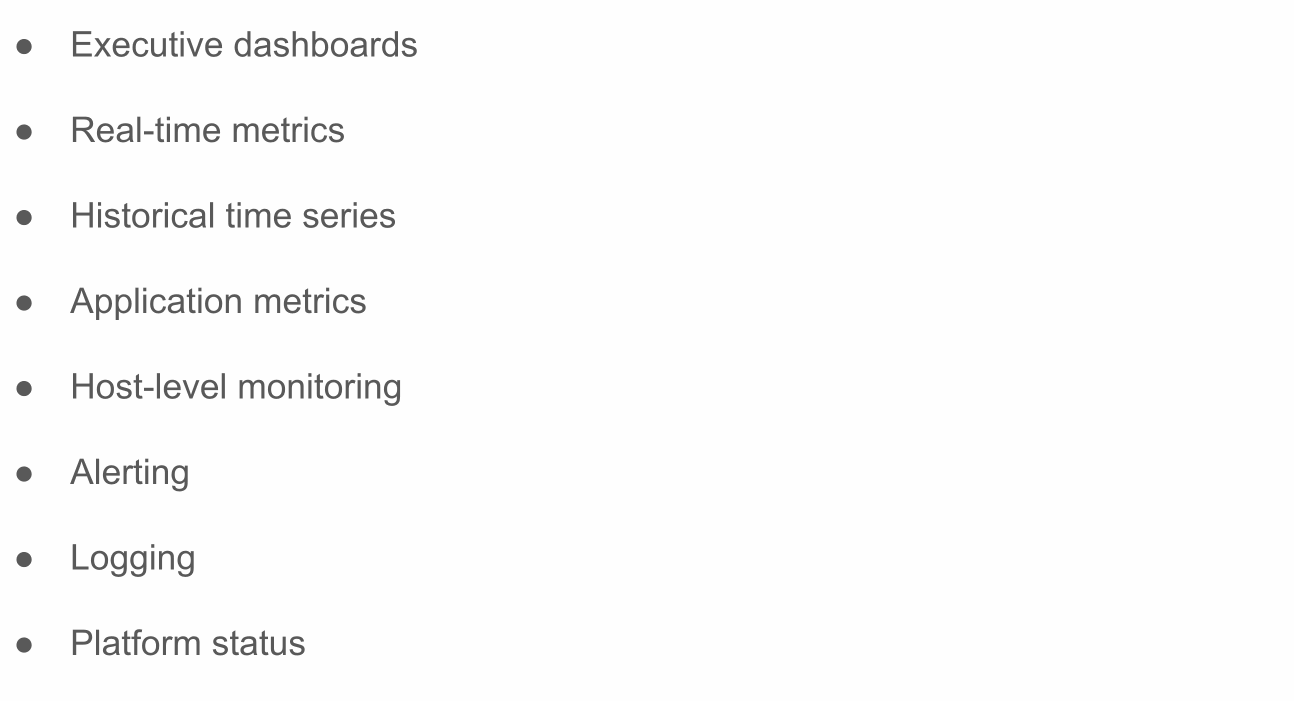 ● Executive dashboards
● Real-time metrics
● Historical time series
● Application metrics
● Host-level monitoring
● Alerting
● Logging
● Platform status